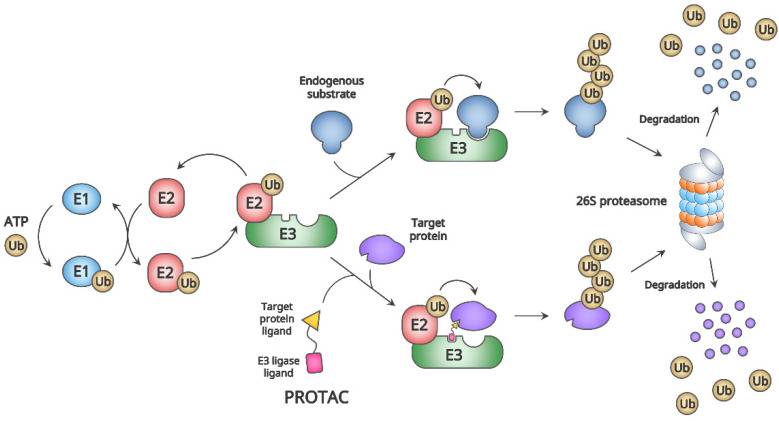 Ub
Ub
Ub
Ub
Endogenous
substrate
Ub
Ub
Ub
Ub
Ub
E2
E3
Degradation
E1
E2
Ub
E2
E3
26S proteasome
ATP
Ub
Target
protein
E1
Ub
E2
Ub
Ub
Ub
Ub
Ub
Degradation
Target
protein
ligand
Ub
E2
E3
E3 ligase
ligand
PROTAC
Ub
Ub
Ub
Ub